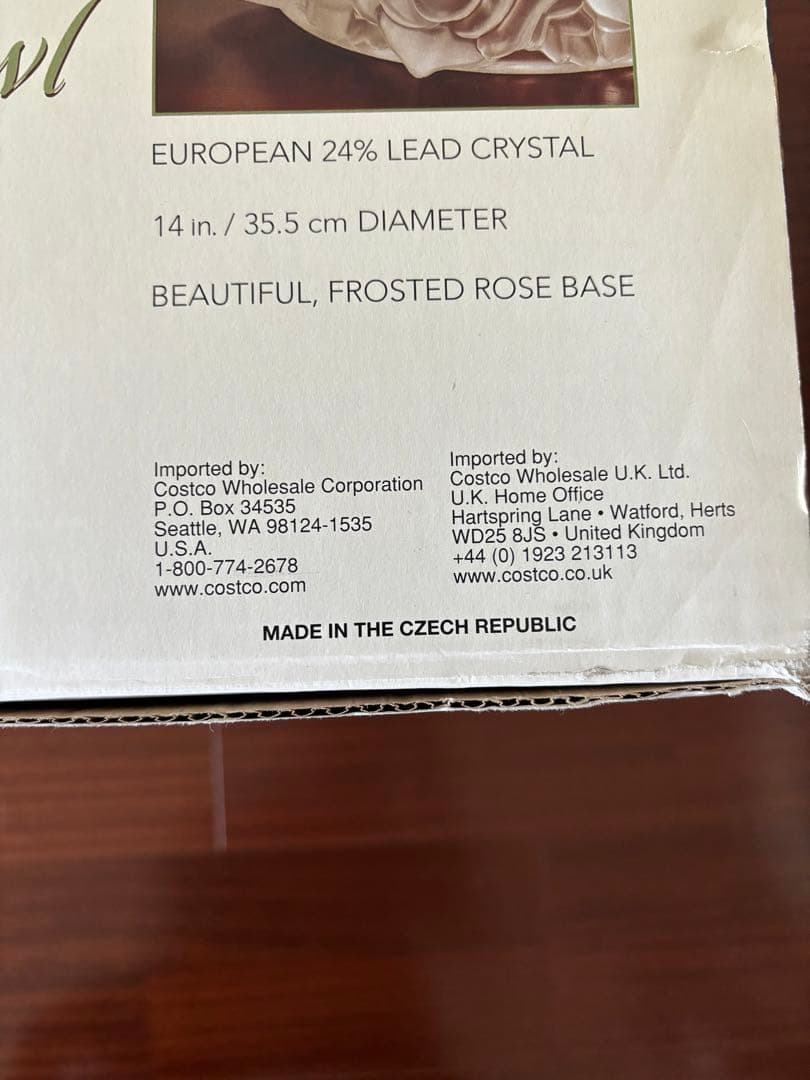 EUROPEAN 24% LEAD CRYSTAL
14 in. / 35.5 cm DIAMETER
BEAUTIFUL, FROSTED ROSE BASE
Imported by:
Costco Wholesale Corporation
P.O. Box 34535
Seattle, WA 98124-1535
U.S.A.
1-800-774-2678
www.costco.com
Imported by:
Costco Wholesale U.K. Ltd.
U.K. Home Office
Hartspring Lane • Watford, Herts
WD25 8JS • United Kingdom
+44 (0) 1923 213113
www.costco.co.uk
MADE IN THE CZECH REPUBLIC